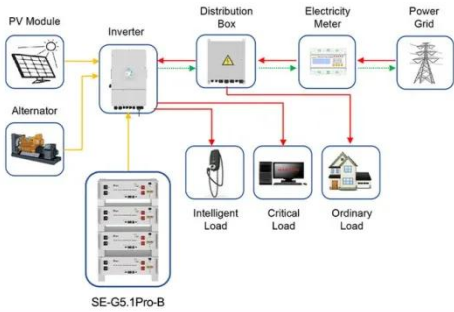 PV Module
Inverter
Distribution
Box
Electricity
Meter
Power
Grid
Alternator
Intelligent
Load
Critical
Load
Ordinary
Load
SE-G5.1Pro-B